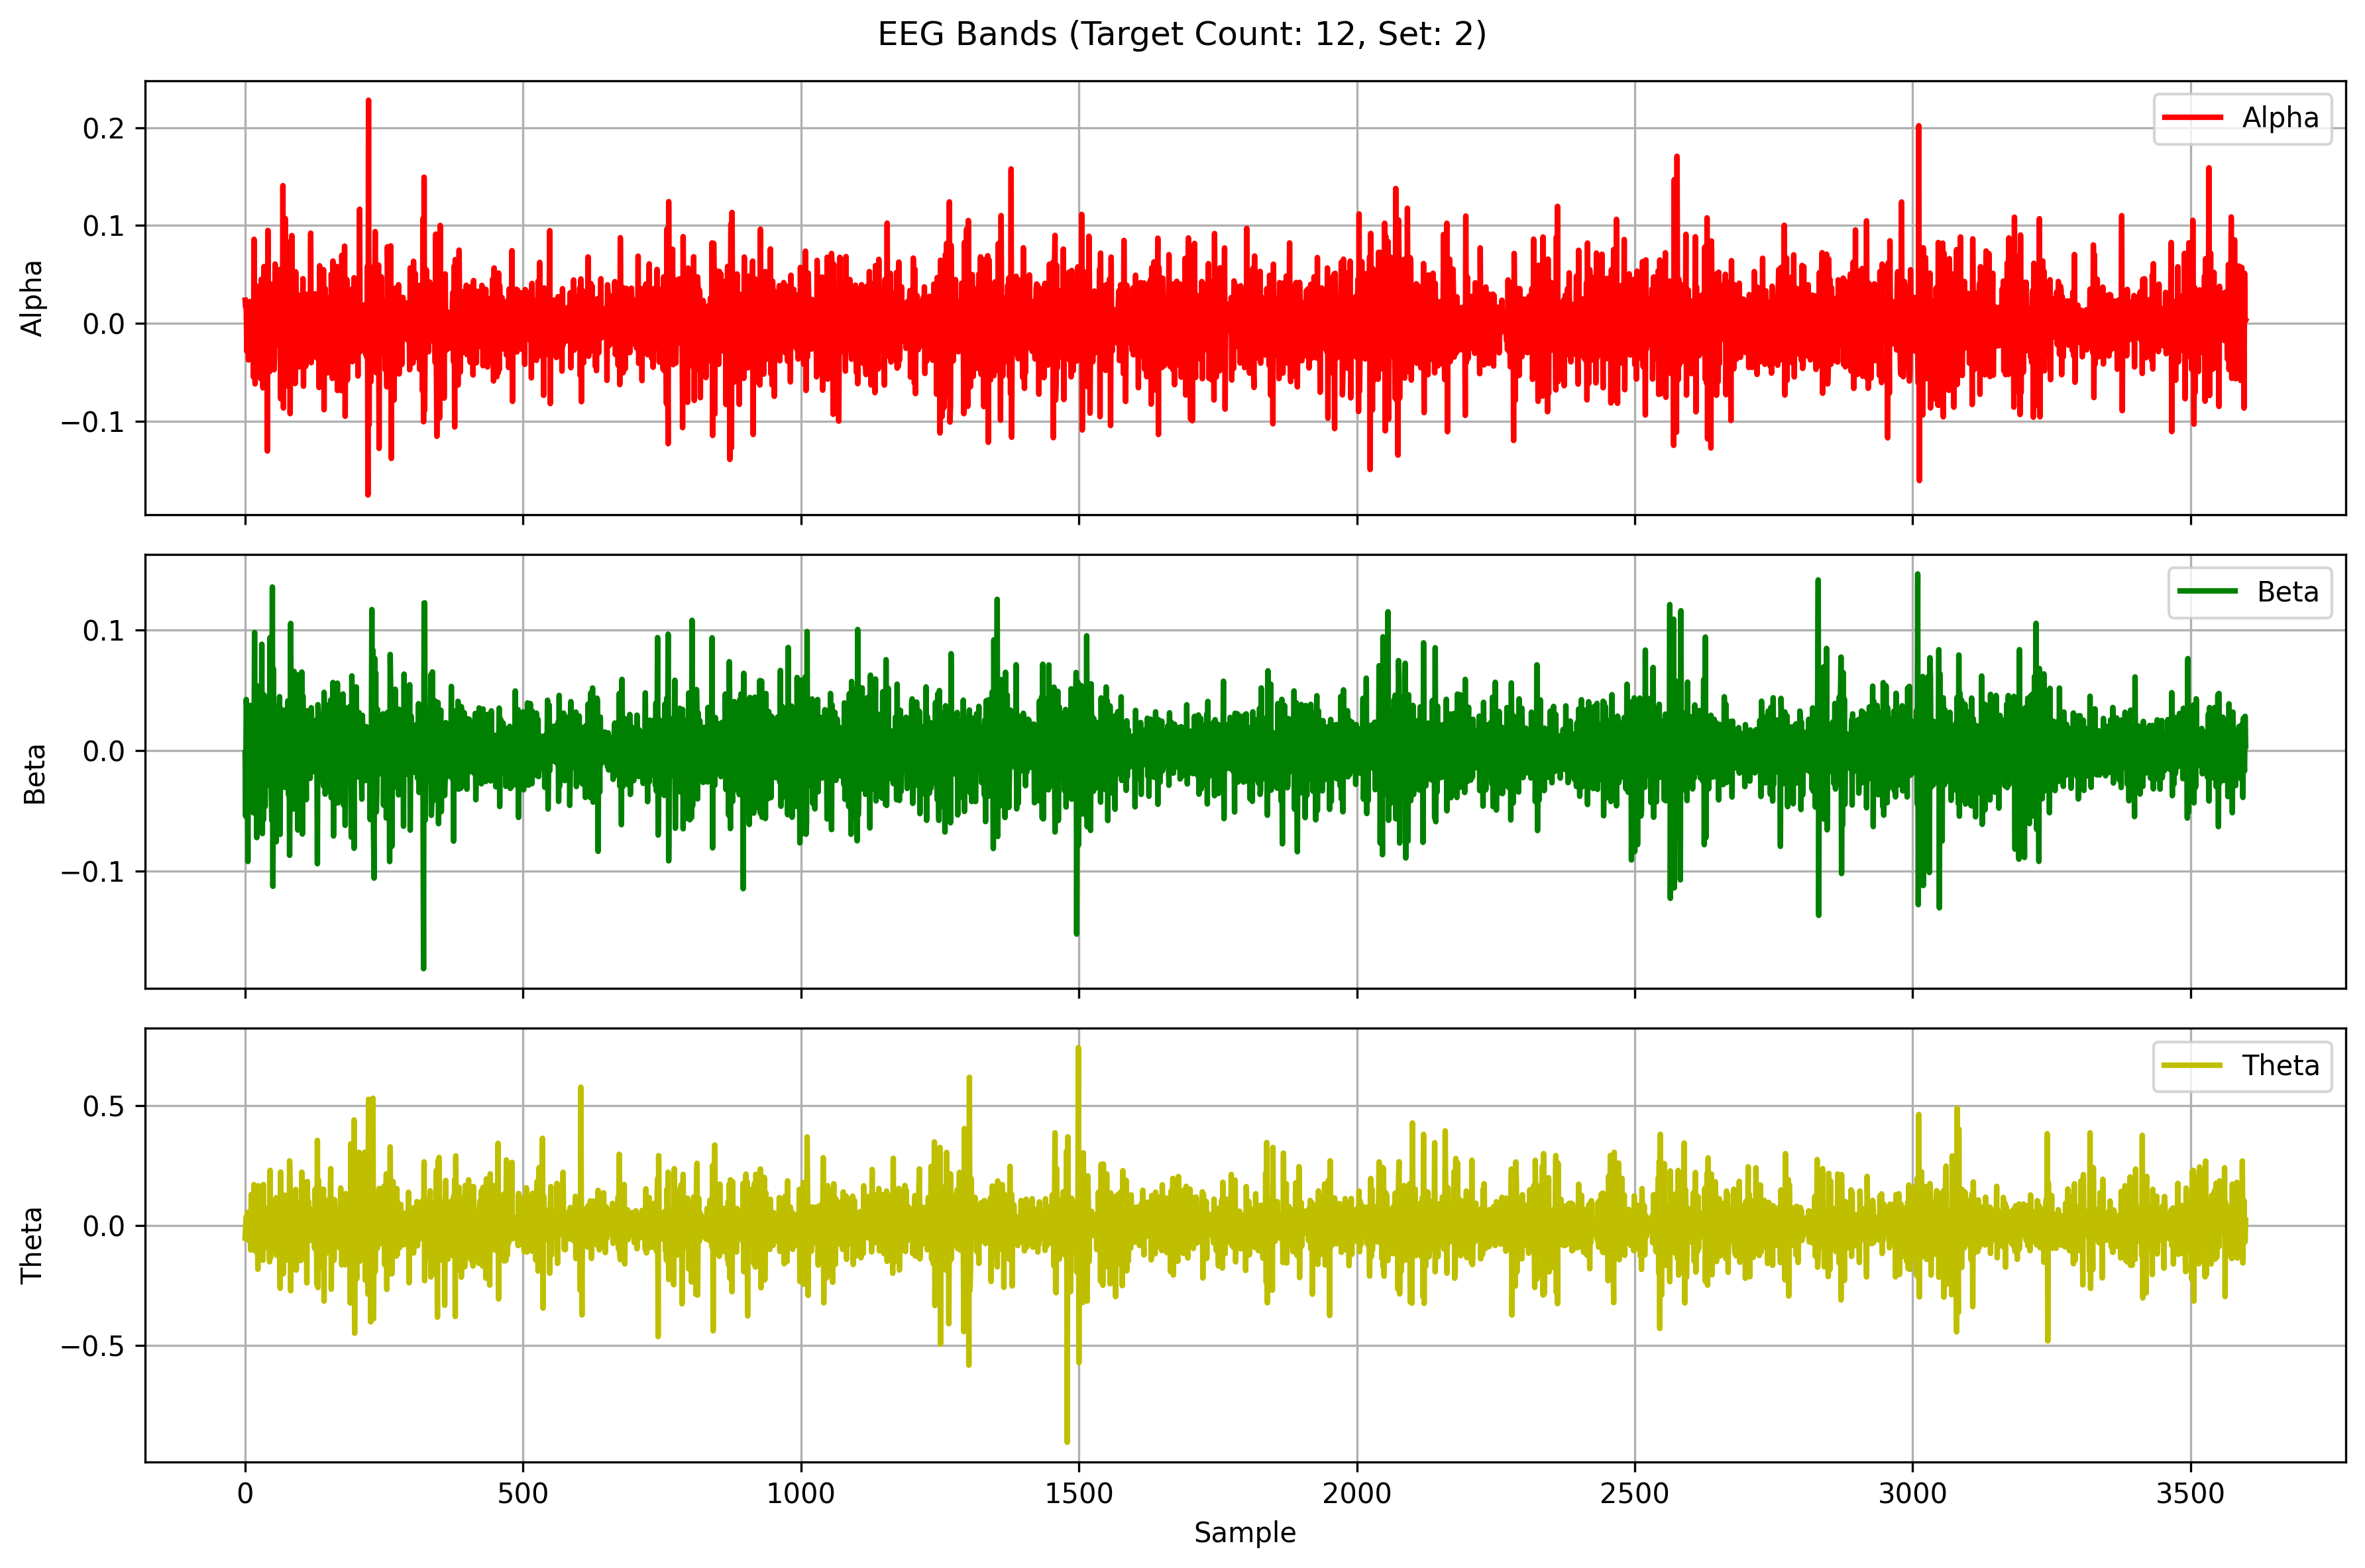 EEG Bands (Target Count: 12, Set: 2)
Alpha
0.2
0.1
0.0
−0.1
Alpha
Beta
0.1
0.0
−0.1
Beta
Theta
0.5
0.0
−0.5
Theta
0 500 1000 1500 2000 2500 3000 3500
Sample